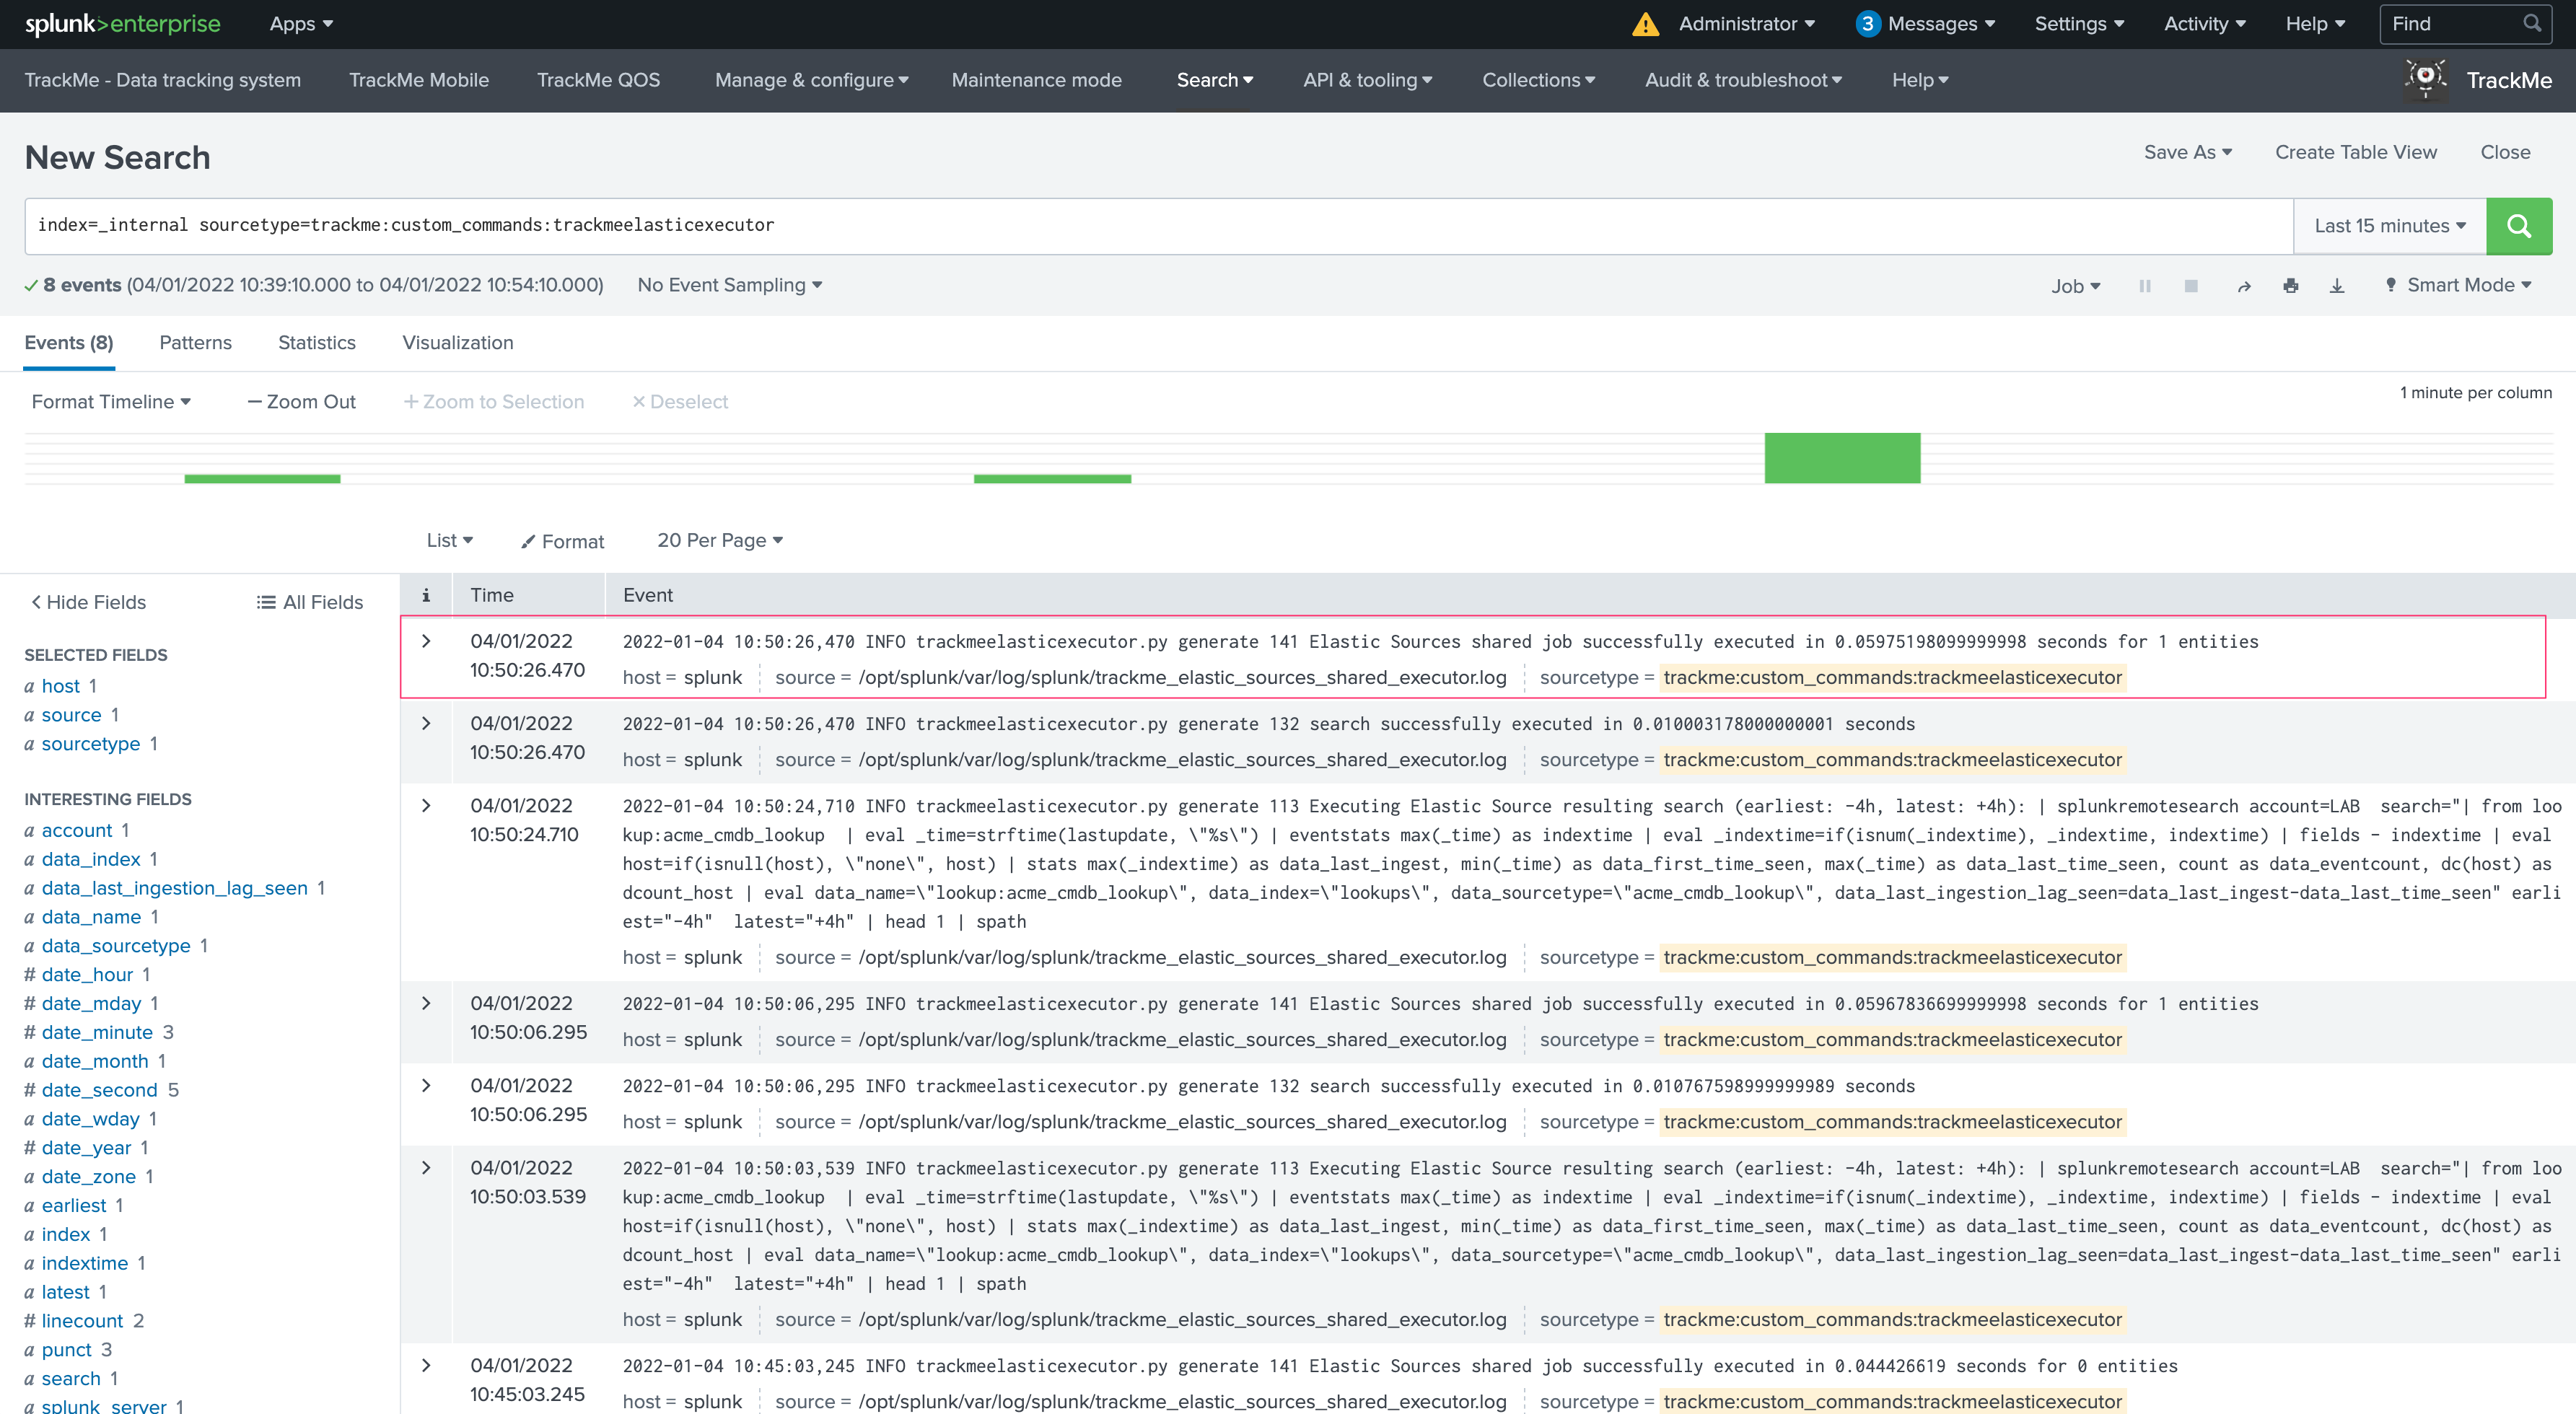 splunk>enterprise Apps Administrator 3 Messages Settings Activity Help Find
TrackMe - Data tracking system TrackMe Mobile TrackMe QOS Manage & configure Maintenance mode Search API & tooling Collections Audit & troubleshoot Help TrackMe
New Search Save As Create Table View Close
index=_internal sourcetype=trackme:custom_commands:trackmeelasticexecutor Last 15 minutes
8 events (04/01/2022 10:39:10.000 to 04/01/2022 10:54:10.000) No Event Sampling Job Smart Mode
Events (8) Patterns Statistics Visualization
Format Timeline — Zoom Out + Zoom to Selection × Deselect 1 minute per column
List Format 20 Per Page
Hide Fields All Fields
SELECTED FIELDS
a host 1
a source 1
a sourcetype 1
INTERESTING FIELDS
a account 1
a data_index 1
a data_last_ingestion_lag_seen 1
a data_name 1
a data_sourcetype 1
# date_hour 1
# date_mday 1
# date_minute 3
a date_month 1
# date_second 5
a date_wday 1
# date_year 1
a date_zone 1
a earliest 1
a index 1
a indextime 1
a latest 1
# linecount 2
a punct 3
a search 1
a splunk_server 1
i Time Event
04/01/2022 10:50:26.470
2022-01-04 10:50:26,470 INFO trackmeelasticexecutor.py generate 141 Elastic Sources shared job successfully executed in 0.05975198099999998 seconds for 1 entities
host = splunk source = /opt/splunk/var/log/splunk/trackme_elastic_sources_shared_executor.log sourcetype = trackme:custom_commands:trackmeelasticexecutor
04/01/2022 10:50:26.470
2022-01-04 10:50:26,470 INFO trackmeelasticexecutor.py generate 132 search successfully executed in 0.010003178000000001 seconds
host = splunk source = /opt/splunk/var/log/splunk/trackme_elastic_sources_shared_executor.log sourcetype = trackme:custom_commands:trackmeelasticexecutor
04/01/2022 10:50:24.710
2022-01-04 10:50:24,710 INFO trackmeelasticexecutor.py generate 113 Executing Elastic Source resulting search (earliest: -4h, latest: +4h): | splunkremotesearch account=LAB search="| from loo
kup:acme_cmdb_lookup | eval _time=strftime(lastupdate, \"%s\") | eventstats max(_time) as indextime | eval _indextime=if(isnum(_indextime), _indextime, indextime) | fields - indextime | eval
host=if(isnull(host), \"none\", host) | stats max(_indextime) as data_last_ingest, min(_time) as data_first_time_seen, max(_time) as data_last_time_seen, count as data_eventcount, dc(host) as
dcount_host | eval data_name=\"lookup:acme_cmdb_lookup\", data_index=\"lookups\", data_sourcetype=\"acme_cmdb_lookup\", data_last_ingestion_lag_seen=data_last_ingest-data_last_time_seen" earli
est="-4h" latest="+4h" | head 1 | spath
host = splunk source = /opt/splunk/var/log/splunk/trackme_elastic_sources_shared_executor.log sourcetype = trackme:custom_commands:trackmeelasticexecutor
04/01/2022 10:50:06.295
2022-01-04 10:50:06,295 INFO trackmeelasticexecutor.py generate 141 Elastic Sources shared job successfully executed in 0.05967836699999998 seconds for 1 entities
host = splunk source = /opt/splunk/var/log/splunk/trackme_elastic_sources_shared_executor.log sourcetype = trackme:custom_commands:trackmeelasticexecutor
04/01/2022 10:50:06.295
2022-01-04 10:50:06,295 INFO trackmeelasticexecutor.py generate 132 search successfully executed in 0.010767598999999989 seconds
host = splunk source = /opt/splunk/var/log/splunk/trackme_elastic_sources_shared_executor.log sourcetype = trackme:custom_commands:trackmeelasticexecutor
04/01/2022 10:50:03.539
2022-01-04 10:50:03,539 INFO trackmeelasticexecutor.py generate 113 Executing Elastic Source resulting search (earliest: -4h, latest: +4h): | splunkremotesearch account=LAB search="| from loo
kup:acme_cmdb_lookup | eval _time=strftime(lastupdate, \"%s\") | eventstats max(_time) as indextime | eval _indextime=if(isnum(_indextime), _indextime, indextime) | fields - indextime | eval
host=if(isnull(host), \"none\", host) | stats max(_indextime) as data_last_ingest, min(_time) as data_first_time_seen, max(_time) as data_last_time_seen, count as data_eventcount, dc(host) as
dcount_host | eval data_name=\"lookup:acme_cmdb_lookup\", data_index=\"lookups\", data_sourcetype=\"acme_cmdb_lookup\", data_last_ingestion_lag_seen=data_last_ingest-data_last_time_seen" earli
est="-4h" latest="+4h" | head 1 | spath
host = splunk source = /opt/splunk/var/log/splunk/trackme_elastic_sources_shared_executor.log sourcetype = trackme:custom_commands:trackmeelasticexecutor
04/01/2022 10:45:03.245
2022-01-04 10:45:03,245 INFO trackmeelasticexecutor.py generate 141 Elastic Sources shared job successfully executed in 0.044426619 seconds for 0 entities
host = splunk source = /opt/splunk/var/log/splunk/trackme_elastic_sources_shared_executor.log sourcetype = trackme:custom_commands:trackmeelasticexecutor